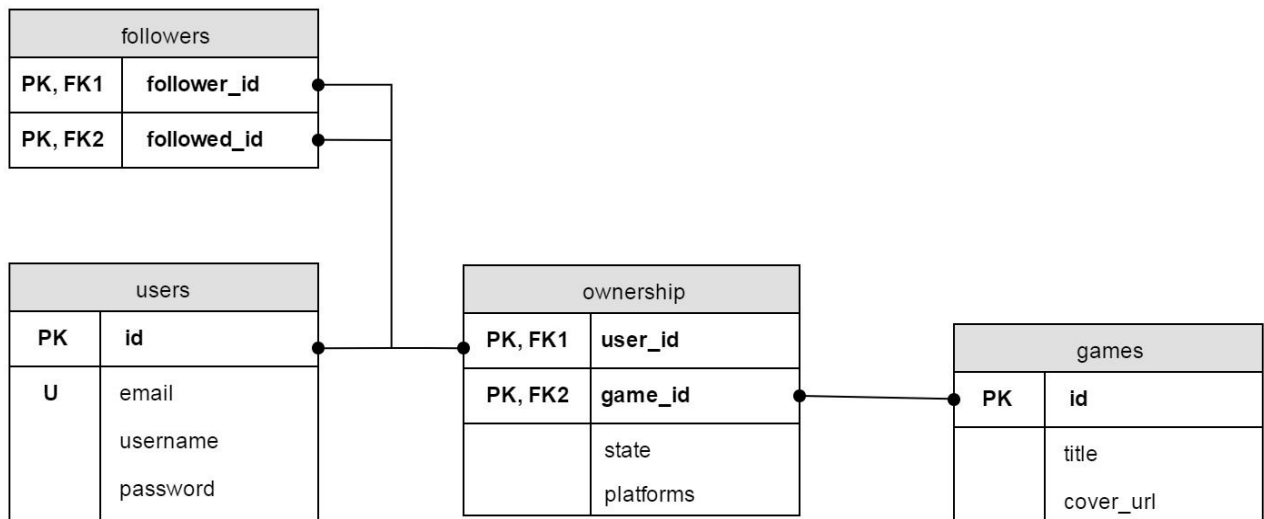 followers
PK, FK1 follower_id
PK, FK2 followed_id
users
PK id
U email
username
password
ownership
PK, FK1 user_id
PK, FK2 game_id
state
platforms
games
PK id
title
cover_url